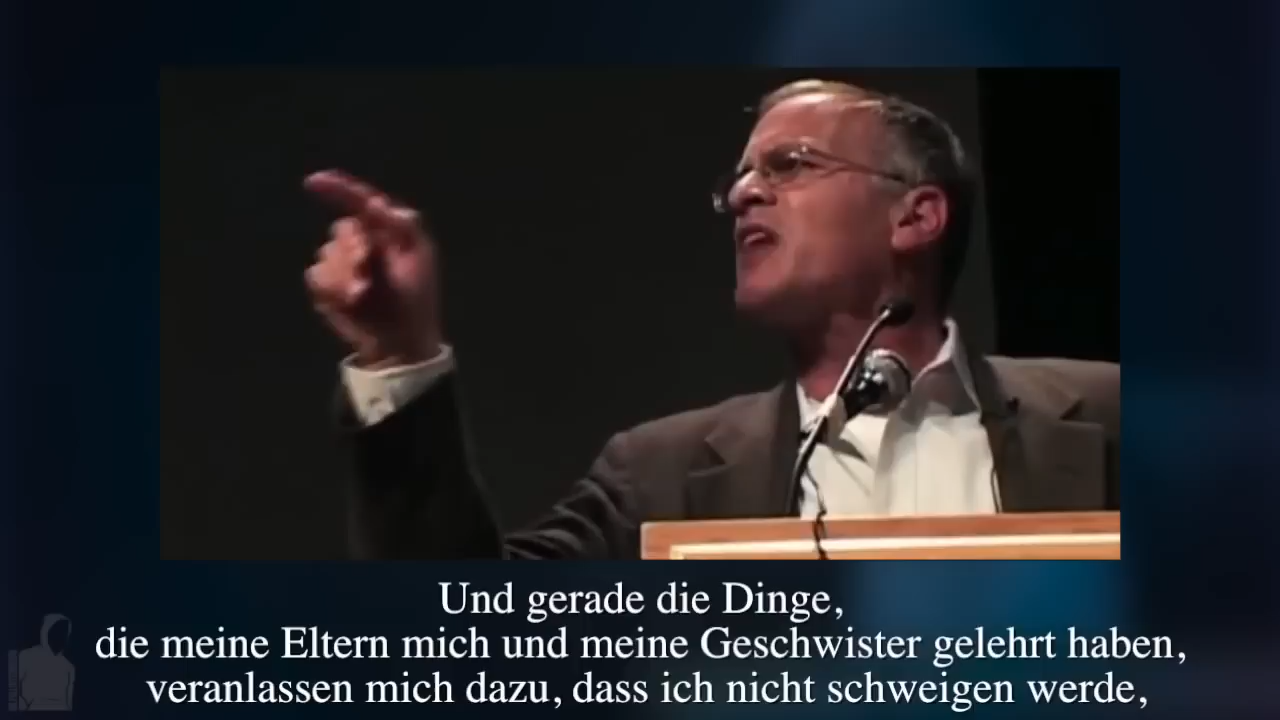 Und gerade die Dinge,
die meine Eltern mich und meine Geschwister gelehrt haben,
veranlassen mich dazu, dass ich nicht schweigen werde,